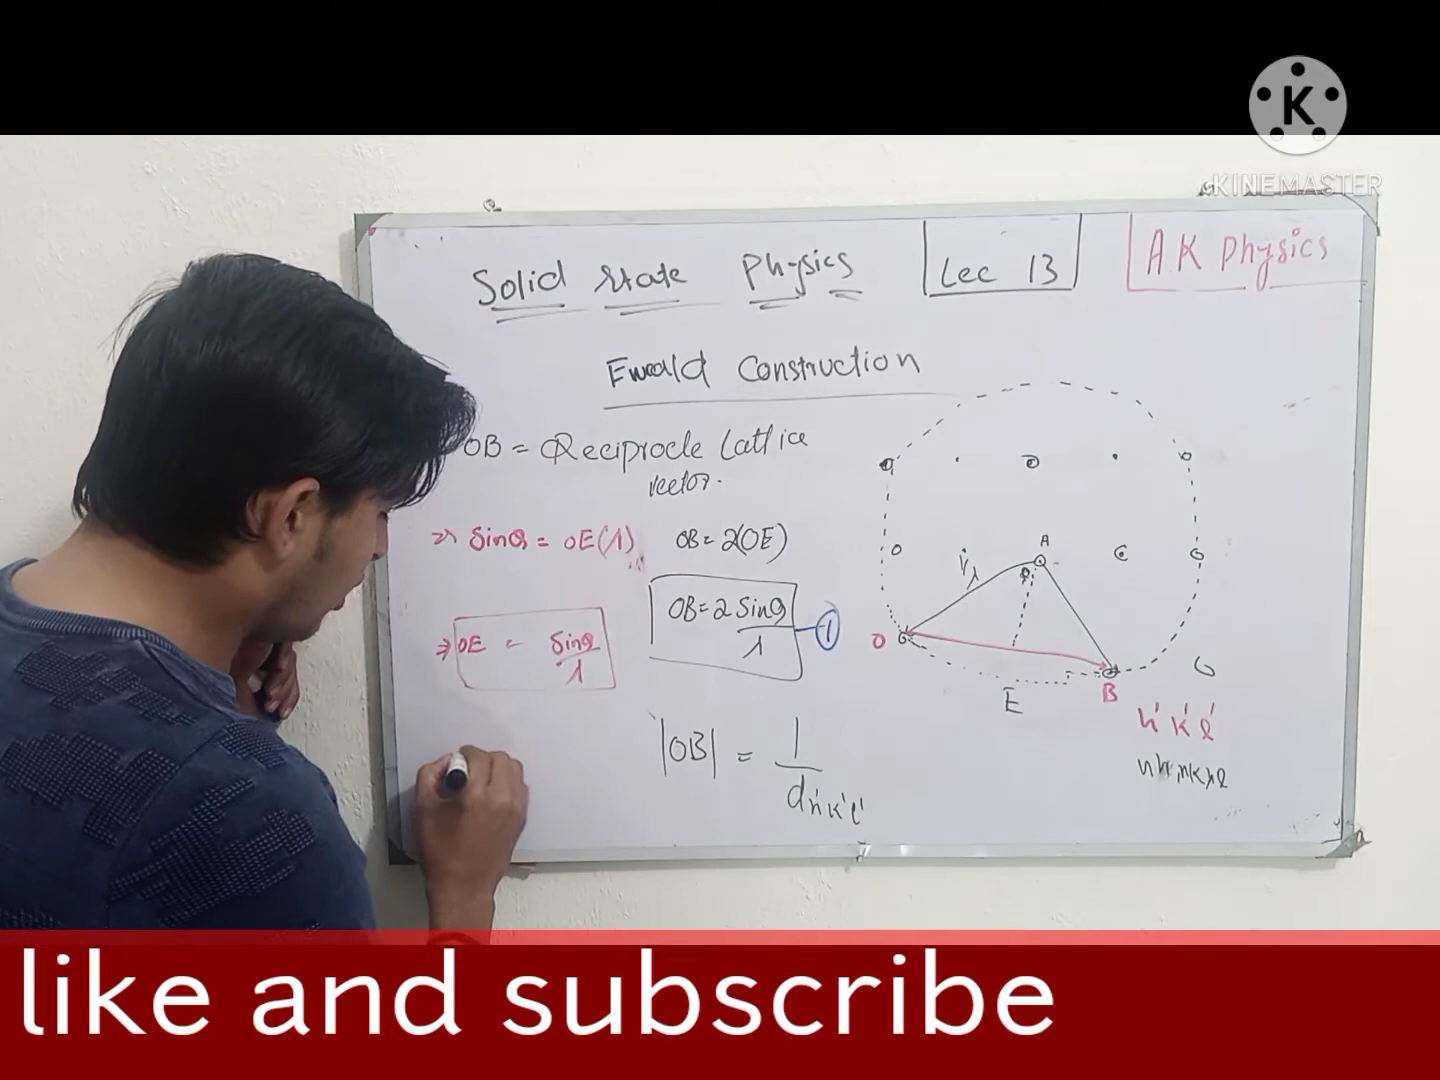 K
KINEMASTER
Solid state Physics
Lec 13
AK Physics
Ewald Construction
OB = Reciprocle Lattice
vector.
⇒ Sinθ = OE(λ)
OB = 2(OE)
⇒ OE = Sinθ/λ
OB = 2 Sinθ/λ
1
|OB| = 1/dh'k'l'
A
1/λ
O
E
B
h' k' l'
nh nk nl
like and subscribe